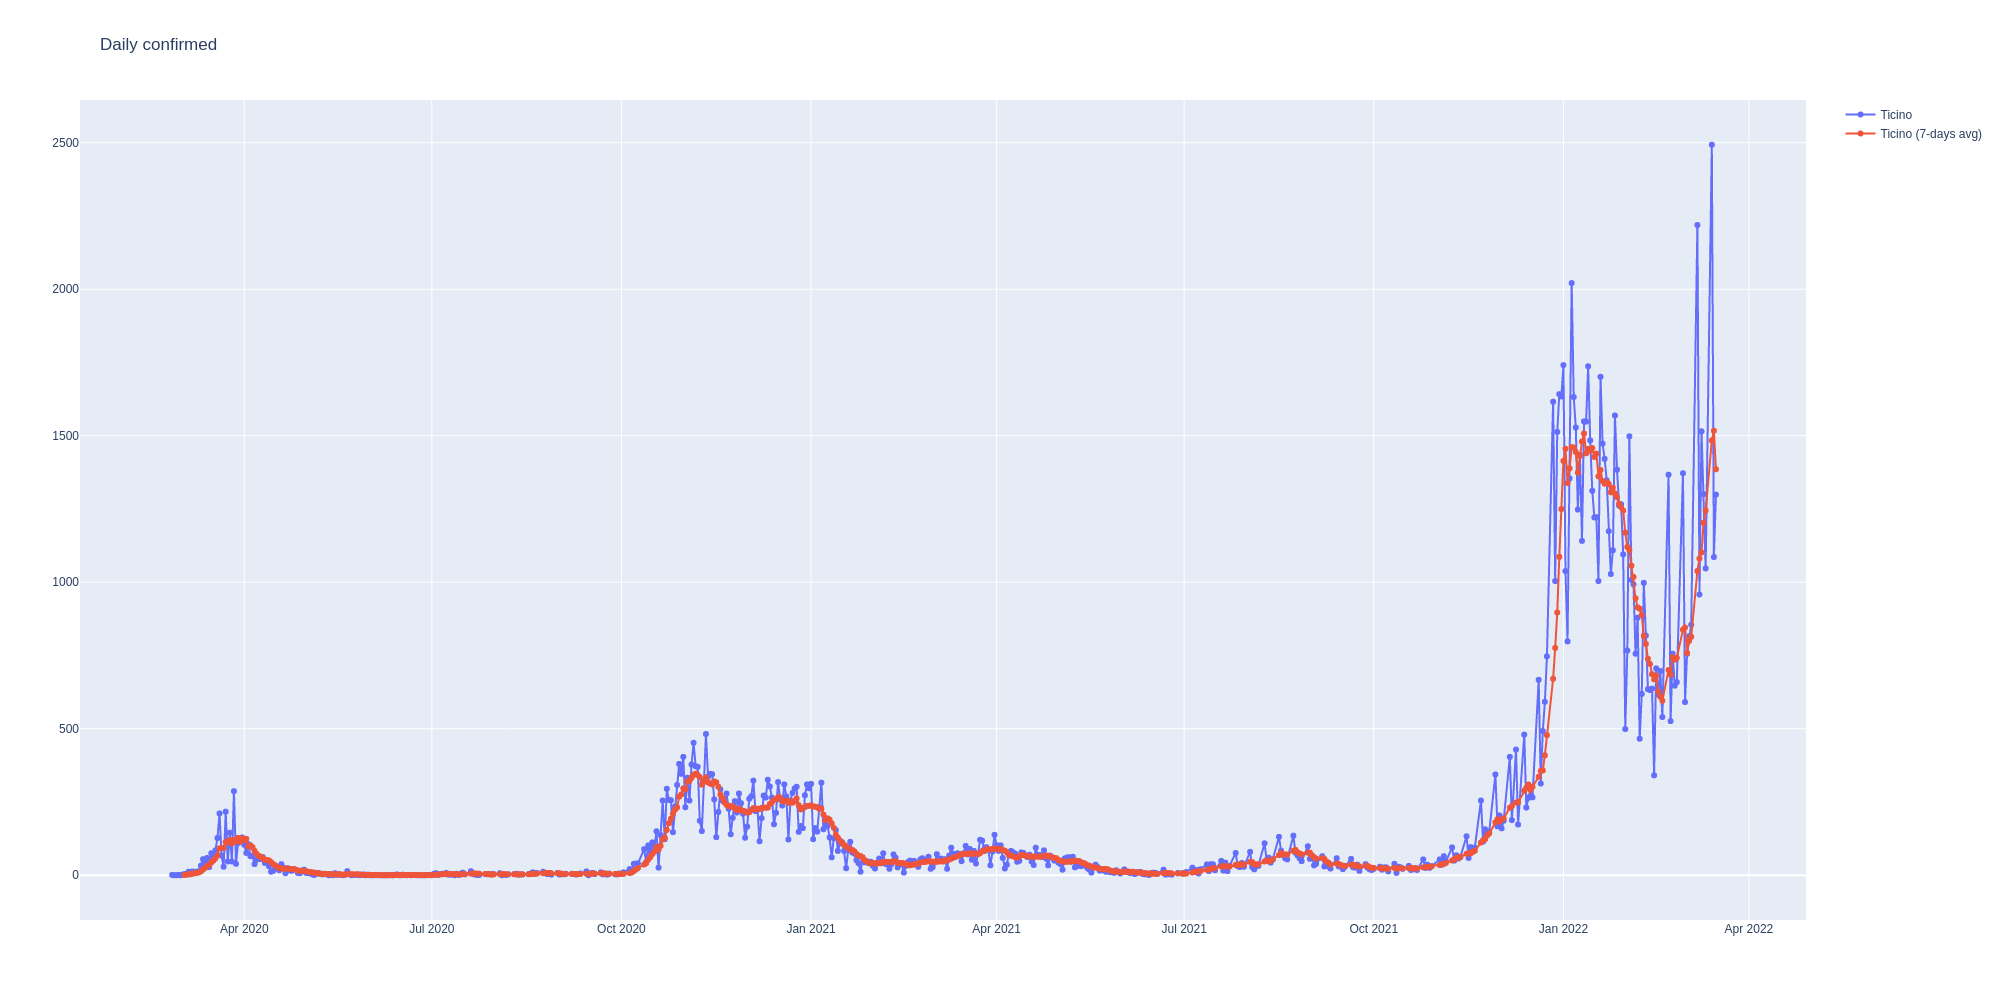 Daily confirmed
Ticino
Ticino (7-days avg)
2500
2000
1500
1000
500
0
Apr 2020
Jul 2020
Oct 2020
Jan 2021
Apr 2021
Jul 2021
Oct 2021
Jan 2022
Apr 2022